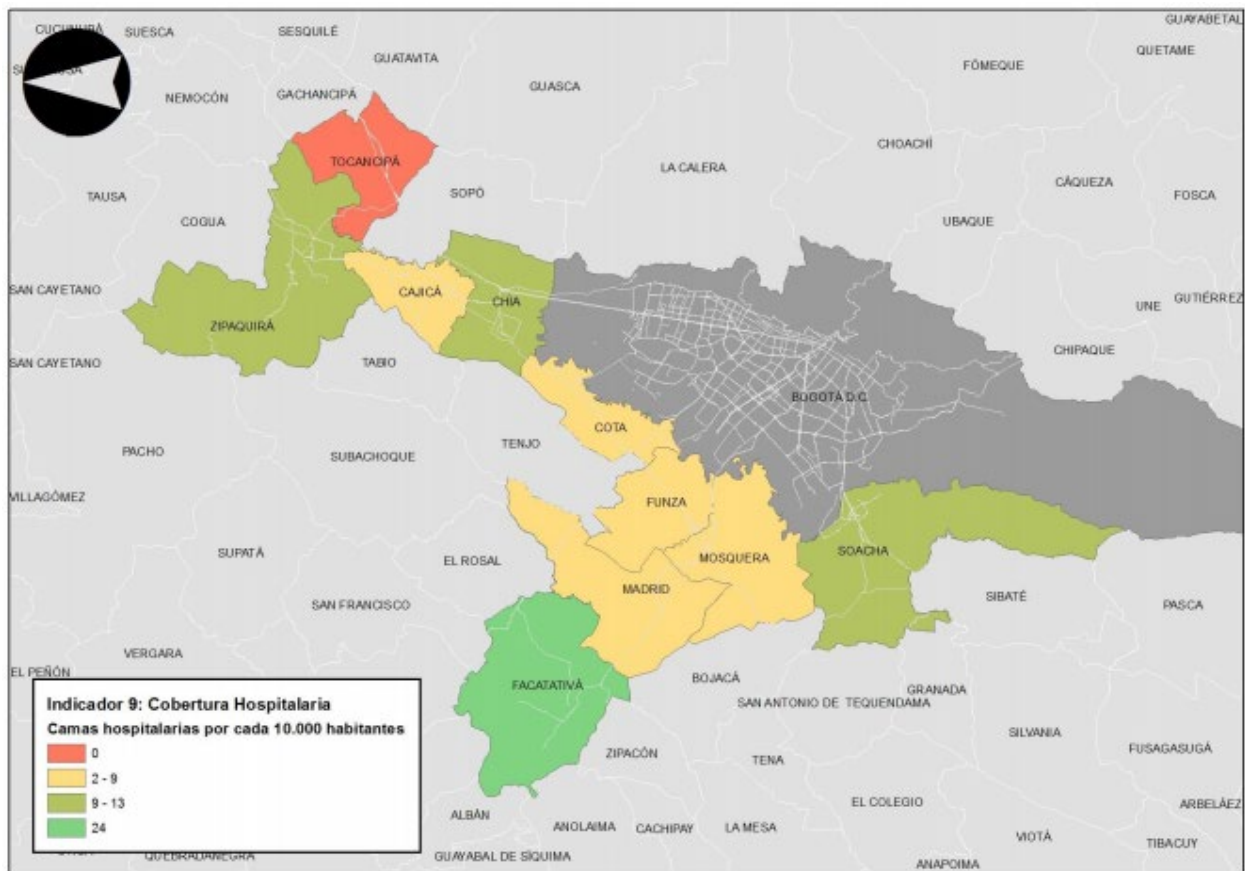 CUCUNUBÁ
SUESCA
SESQUILÉ
GUATAVITA
GUAYABETAL
QUETAME
FÓMEQUE
NEMOCÓN
GACHANCIPÁ
GUASCA
TOCANCIPÁ
LA CALERA
CHOACHÍ
CÁQUEZA
FOSCA
TAUSA
COGUA
SOPÓ
UBAQUE
SAN CAYETANO
CAJICÁ
CHÍA
UNE
GUTIÉRREZ
ZIPAQUIRÁ
SAN CAYETANO
TABIO
CHIPAQUE
BOGOTÁ D.C.
COTA
PACHO
SUBACHOQUE
TENJO
VILLAGÓMEZ
FUNZA
SUPATÁ
EL ROSAL
MOSQUERA
SOACHA
MADRID
SIBATÉ
PASCA
SAN FRANCISCO
VERGARA
EL PEÑÓN
FACATATIVÁ
BOJACÁ
GRANADA
SAN ANTONIO DE TEQUENDAMA
SILVANIA
FUSAGASUGÁ
ZIPACÓN
TENA
EL COLEGIO
ARBELÁEZ
ALBÁN
ANOLAIMA
CACHIPAY
LA MESA
VIOTÁ
TIBACUY
QUEBRADANEGRA
GUAYABAL DE SÍQUIMA
ANAPOIMA
Indicador 9: Cobertura Hospitalaria
Camas hospitalarias por cada 10.000 habitantes
0
2 - 9
9 - 13
24